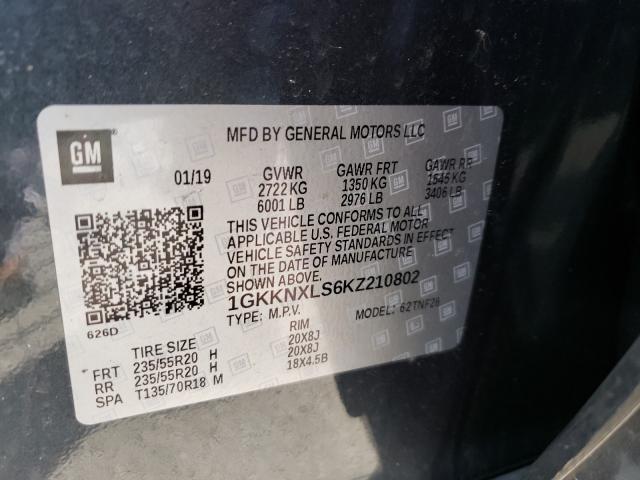 GM
MFD BY GENERAL MOTORS LLC
01/19 GVWR GAWR FRT GAWR RR
2722 KG 1350 KG 1545 KG
6001 LB 2976 LB 3406 LB
THIS VEHICLE CONFORMS TO ALL
APPLICABLE U.S. FEDERAL MOTOR
VEHICLE SAFETY STANDARDS IN EFFECT
ON THE DATE OF MANUFACTURE
SHOWN ABOVE.
1GKKNXLS6KZ210802
TYPE: M.P.V. MODEL: 62TNF26
626D
TIRE SIZE RIM
FRT 235/55R20 H 20X8J
RR 235/55R20 H 20X8J
SPA T135/70R18 M 18X4.5B